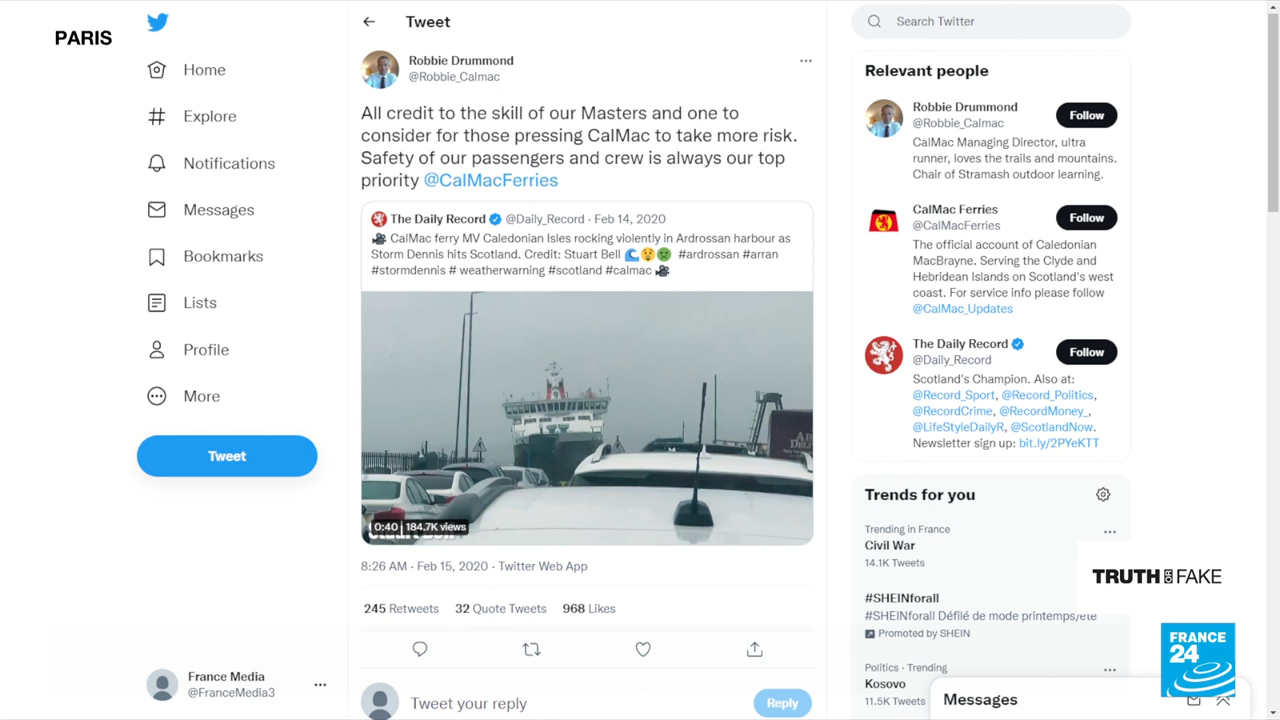 PARIS
Home
Explore
Notifications
Messages
Bookmarks
Lists
Profile
More
Tweet
France Media
@FranceMedia3
Tweet
Robbie Drummond
@Robbie_Calmac
All credit to the skill of our Masters and one to
consider for those pressing CalMac to take more risk.
Safety of our passengers and crew is always our top
priority @CalMacFerries
The Daily Record @Daily_Record · Feb 14, 2020
🎥 CalMac ferry MV Caledonian Isles rocking violently in Ardrossan harbour as
Storm Dennis hits Scotland. Credit: Stuart Bell 🌊😲🤢 #ardrossan #arran
#stormdennis # weatherwarning #scotland #calmac 🎥
0:40 | 184.7K views
8:26 AM · Feb 15, 2020 · Twitter Web App
245 Retweets 32 Quote Tweets 968 Likes
Tweet your reply
Reply
Search Twitter
Relevant people
Robbie Drummond
@Robbie_Calmac
Follow
CalMac Managing Director, ultra
runner, loves the trails and mountains.
Chair of Stramash outdoor learning.
CalMac Ferries
@CalMacFerries
Follow
The official account of Caledonian
MacBrayne. Serving the Clyde and
Hebridean Islands on Scotland's west
coast. For service info please follow
@CalMac_Updates
The Daily Record
@Daily_Record
Follow
Scotland's Champion. Also at:
@Record_Sport, @Record_Politics,
@RecordCrime, @RecordMoney_,
@LifeStyleDailyR, @ScotlandNow.
Newsletter sign up: bit.ly/2PYeKTT
Trends for you
Trending in France
Civil War
14.1K Tweets
#SHEINforall
#SHEINforall Défilé de mode printemps/été
Promoted by SHEIN
Politics · Trending
Kosovo
11.5K Tweets
Messages
TRUTH OR FAKE
FRANCE
24